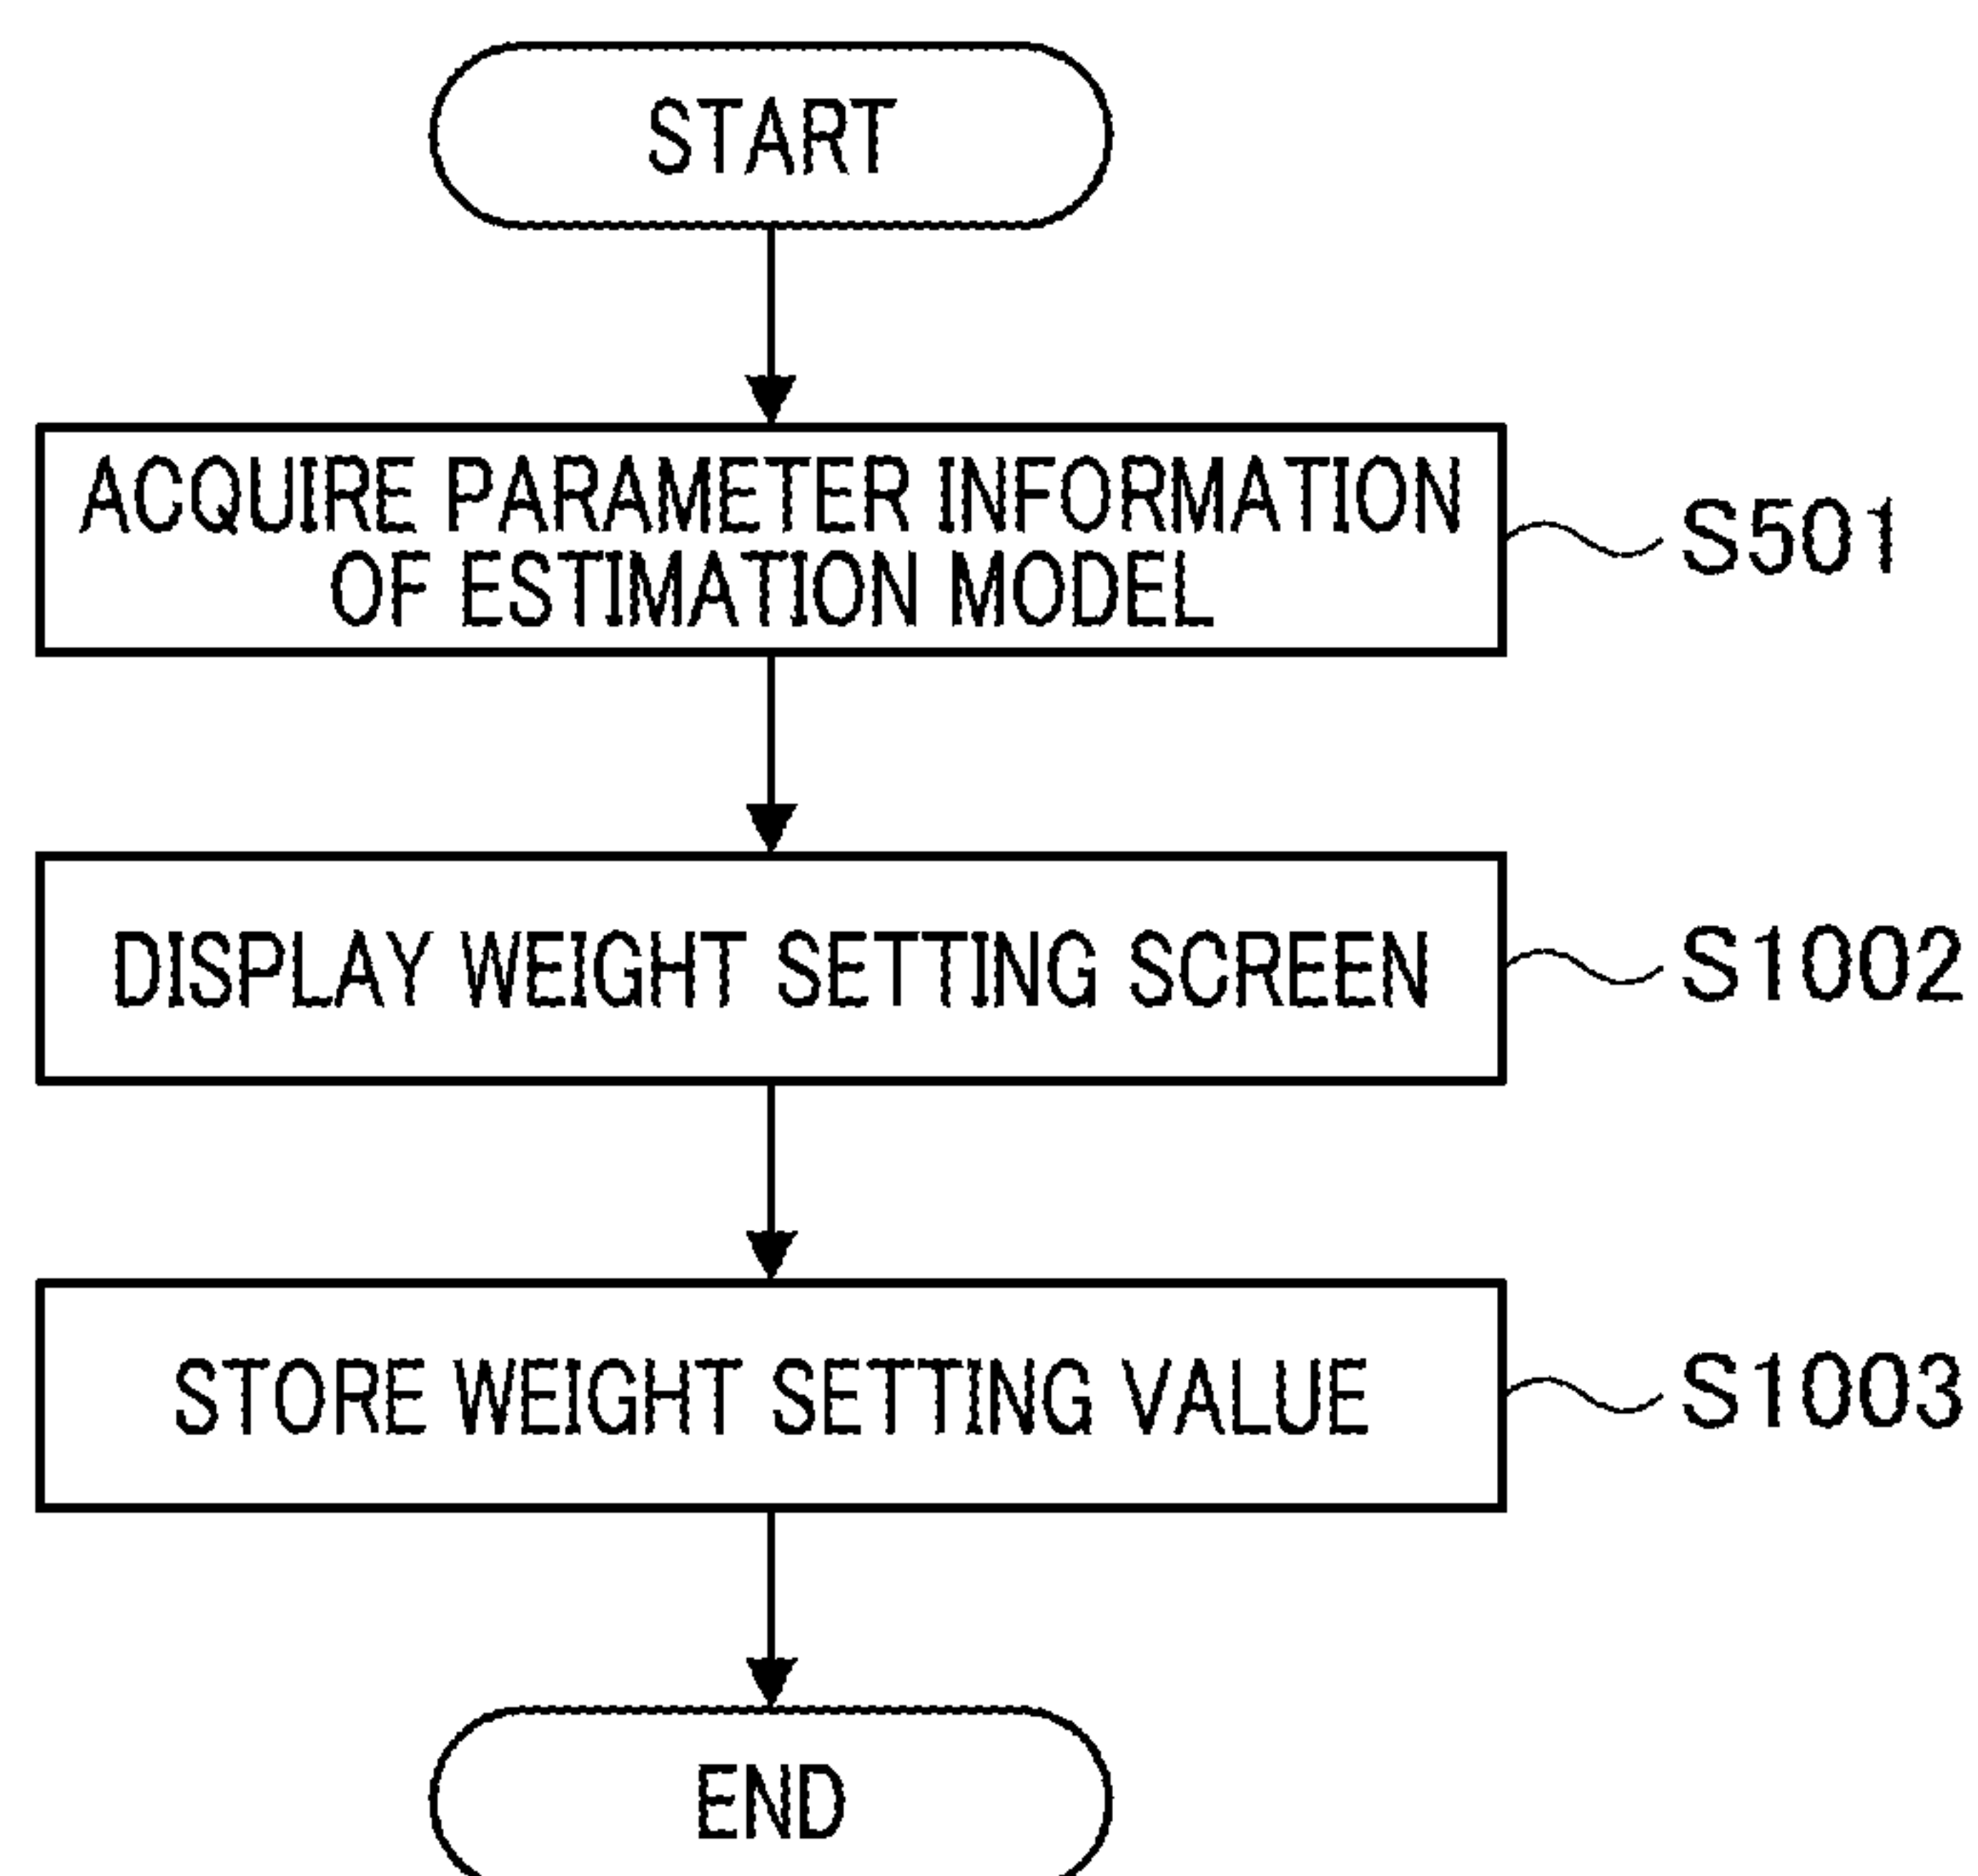 START
ACQUIRE PARAMETER INFORMATION
OF ESTIMATION MODEL
S501
DISPLAY WEIGHT SETTING SCREEN
S1002
STORE WEIGHT SETTING VALUE
S1003
END